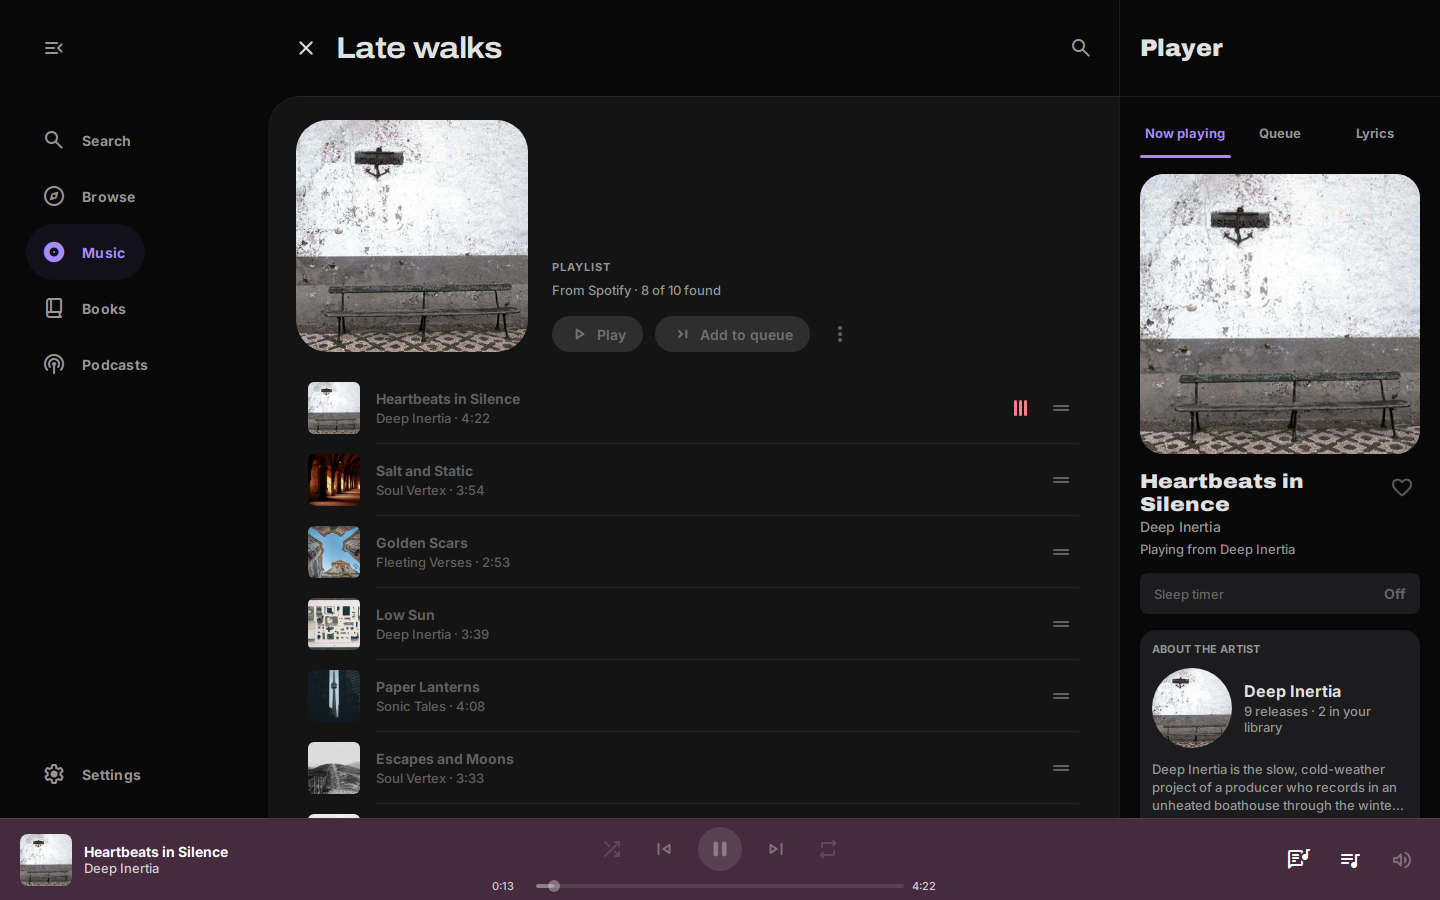 Late walks
Player
Search
Browse
Music
Books
Podcasts
Settings
PLAYLIST
From Spotify · 8 of 10 found
Play
Add to queue
Heartbeats in Silence
Deep Inertia · 4:22
Salt and Static
Soul Vertex · 3:54
Golden Scars
Fleeting Verses · 2:53
Low Sun
Deep Inertia · 3:39
Paper Lanterns
Sonic Tales · 4:08
Escapes and Moons
Soul Vertex · 3:33
Now playing
Queue
Lyrics
Heartbeats in
Silence
Deep Inertia
Playing from Deep Inertia
Sleep timer
Off
ABOUT THE ARTIST
Deep Inertia
9 releases · 2 in your
library
Deep Inertia is the slow, cold-weather
project of a producer who records in an
unheated boathouse through the winte...
Heartbeats in Silence
Deep Inertia
0:13
4:22